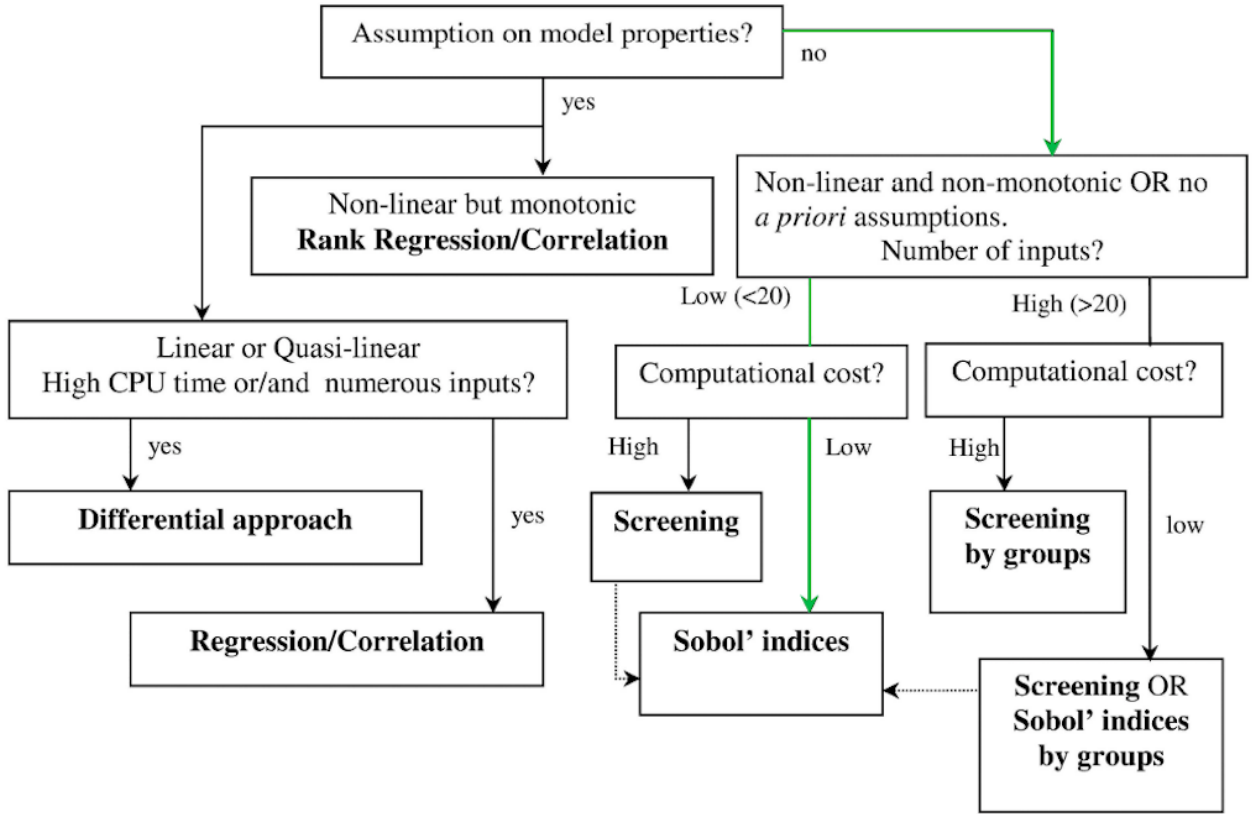 Assumption on model properties?
no
yes
Non-linear but monotonic
Rank Regression/Correlation
Non-linear and non-monotonic OR no
a priori assumptions.
Number of inputs?
Low (<20)
High (>20)
Linear or Quasi-linear
High CPU time or/and numerous inputs?
Computational cost?
Computational cost?
yes
yes
High
Low
High
low
Differential approach
Regression/Correlation
Screening
Sobol’ indices
Screening
by groups
Screening OR
Sobol’ indices
by groups